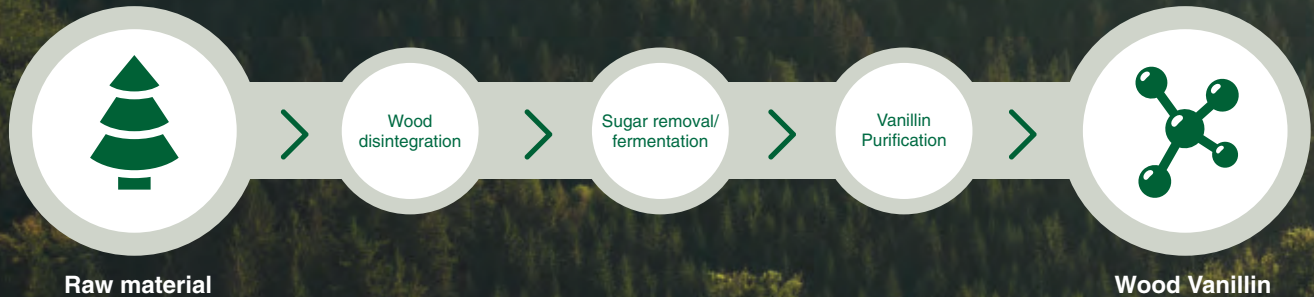 Wood
disintegration
Sugar removal/
fermentation
Vanillin
Purification
Raw material
Wood Vanillin